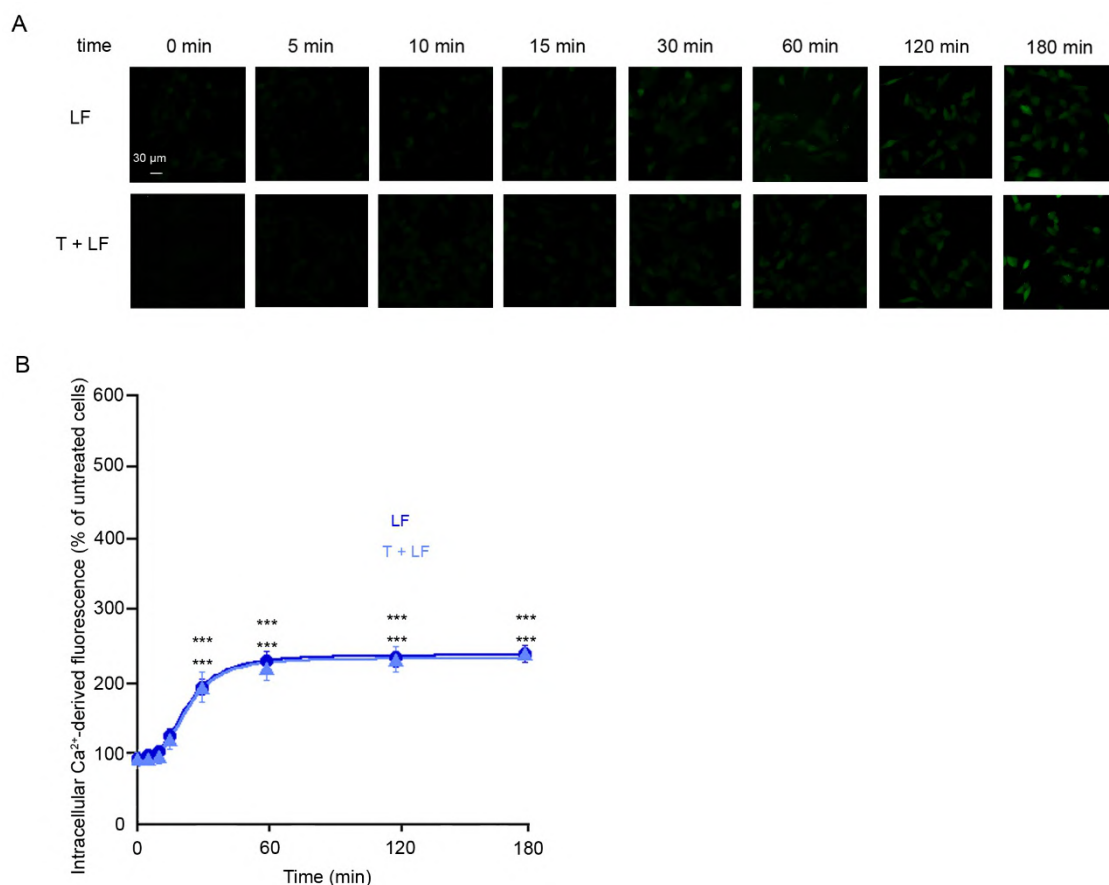 A
time 0 min 5 min 10 min 15 min 30 min 60 min 120 min 180 min
LF
30 µm
T + LF
B
Intracellular Ca²⁺-derived fluorescence (% of untreated cells)
600
500
400
300
200
100
0
LF
T + LF
*** *** *** ***
*** *** *** ***
0 60 120 180
Time (min)